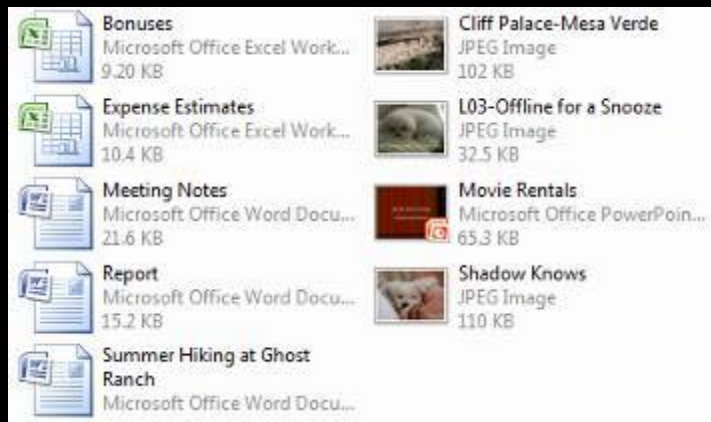 Bonuses
Microsoft Office Excel Work...
9.20 KB
Expense Estimates
Microsoft Office Excel Work...
10.4 KB
Meeting Notes
Microsoft Office Word Docu...
21.6 KB
Report
Microsoft Office Word Docu...
15.2 KB
Summer Hiking at Ghost
Ranch
Microsoft Office Word Docu...
Cliff Palace-Mesa Verde
JPEG Image
102 KB
L03-Offline for a Snooze
JPEG Image
32.5 KB
Movie Rentals
Microsoft Office PowerPoin...
65.3 KB
Shadow Knows
JPEG Image
110 KB